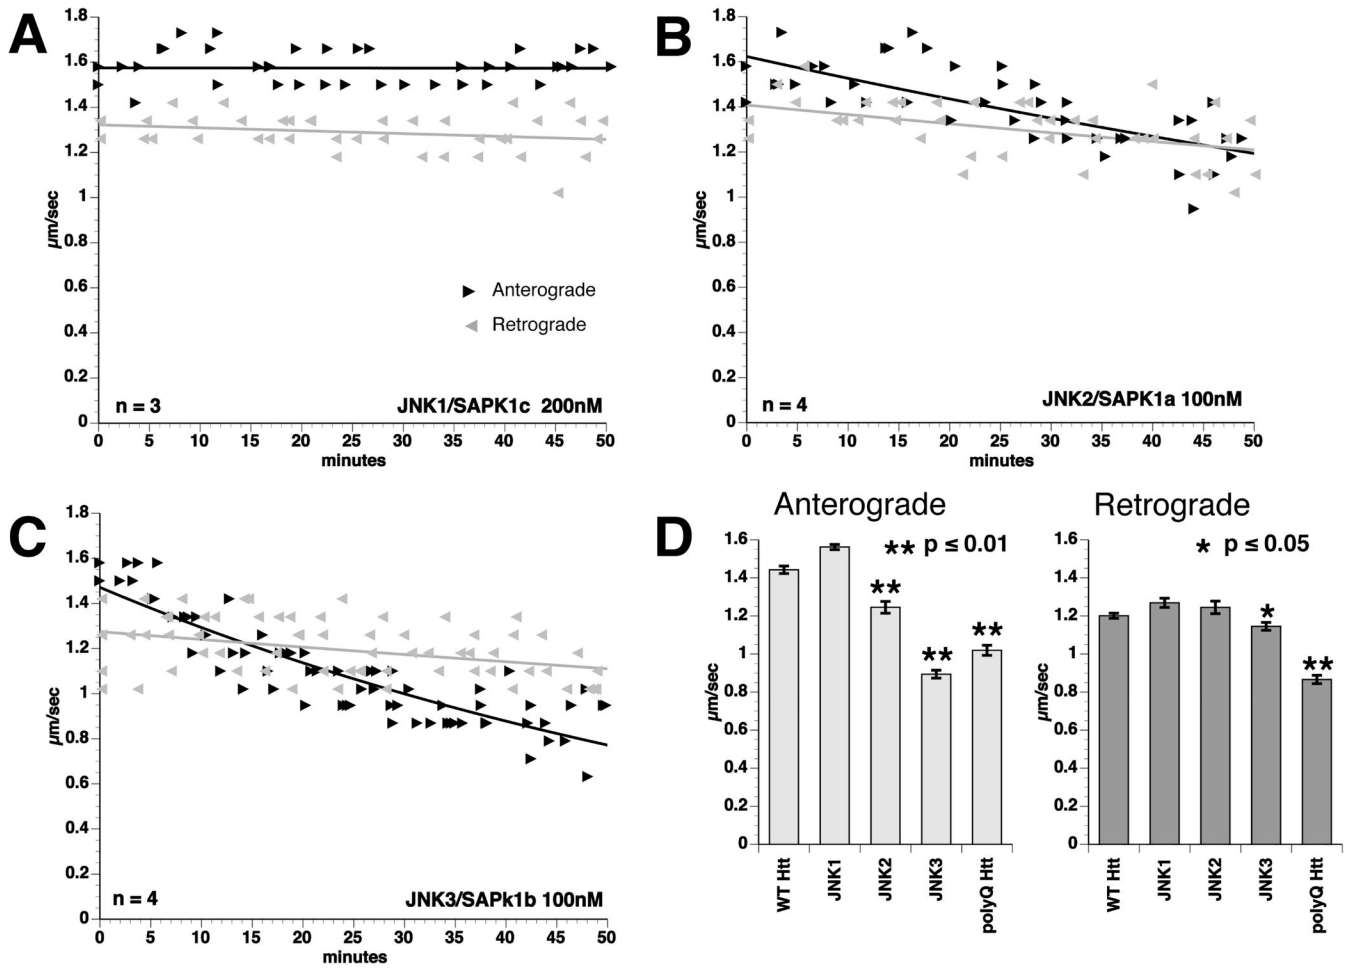 A
1.8
1.6
1.4
1.2
1
0.8
0.6
0.4
0.2
0
µm/sec
Anterograde
Retrograde
n = 3
JNK1/SAPK1c 200nM
0 5 10 15 20 25 30 35 40 45 50
minutes
B
1.8
1.6
1.4
1.2
1
0.8
0.6
0.4
0.2
0
µm/sec
n = 4
JNK2/SAPK1a 100nM
0 5 10 15 20 25 30 35 40 45 50
minutes
C
1.8
1.6
1.4
1.2
1
0.8
0.6
0.4
0.2
0
µm/sec
n = 4
JNK3/SAPk1b 100nM
0 5 10 15 20 25 30 35 40 45 50
minutes
D
Anterograde
1.6
1.4
1.2
1
0.8
0.6
0.4
0.2
0
µm/sec
** p ≤ 0.01
**
**
**
WT Htt
JNK1
JNK2
JNK3
polyQ Htt
Retrograde
1.6
1.4
1.2
1
0.8
0.6
0.4
0.2
0
µm/sec
* p ≤ 0.05
*
**
WT Htt
JNK1
JNK2
JNK3
polyQ Htt